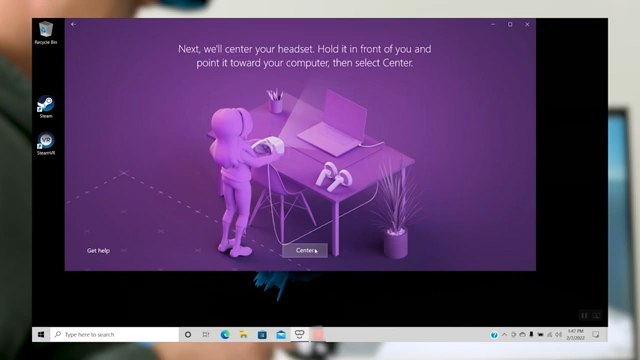 Next, we'll center your headset. Hold it in front of you and
point it toward your computer, then select Center.
Recycle Bin
Steam
SteamVR
Get help
Center
Type here to search
1:47 PM
2/7/2022